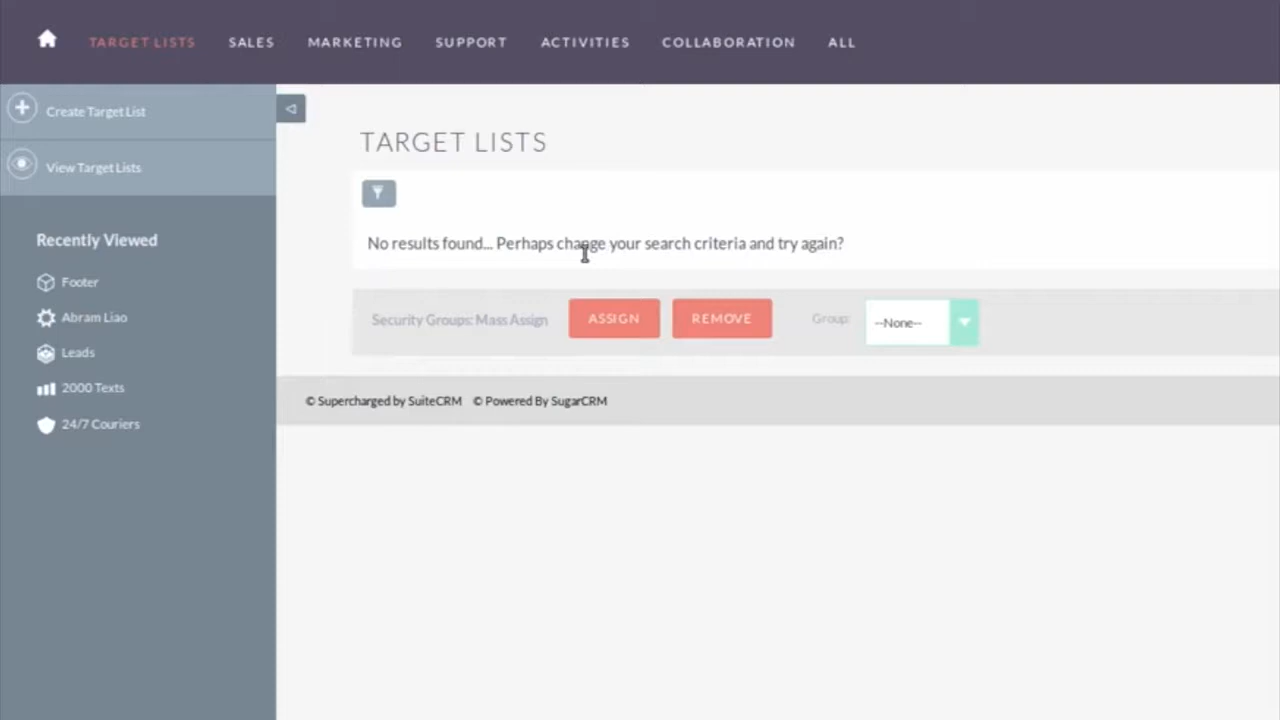 TARGET LISTS SALES MARKETING SUPPORT ACTIVITIES COLLABORATION ALL
Create Target List
View Target Lists
Recently Viewed
Footer
Abram Liao
Leads
2000 Texts
24/7 Couriers
TARGET LISTS
No results found... Perhaps change your search criteria and try again?
Security Groups: Mass Assign ASSIGN REMOVE Group: --None--
© Supercharged by SuiteCRM © Powered By SugarCRM